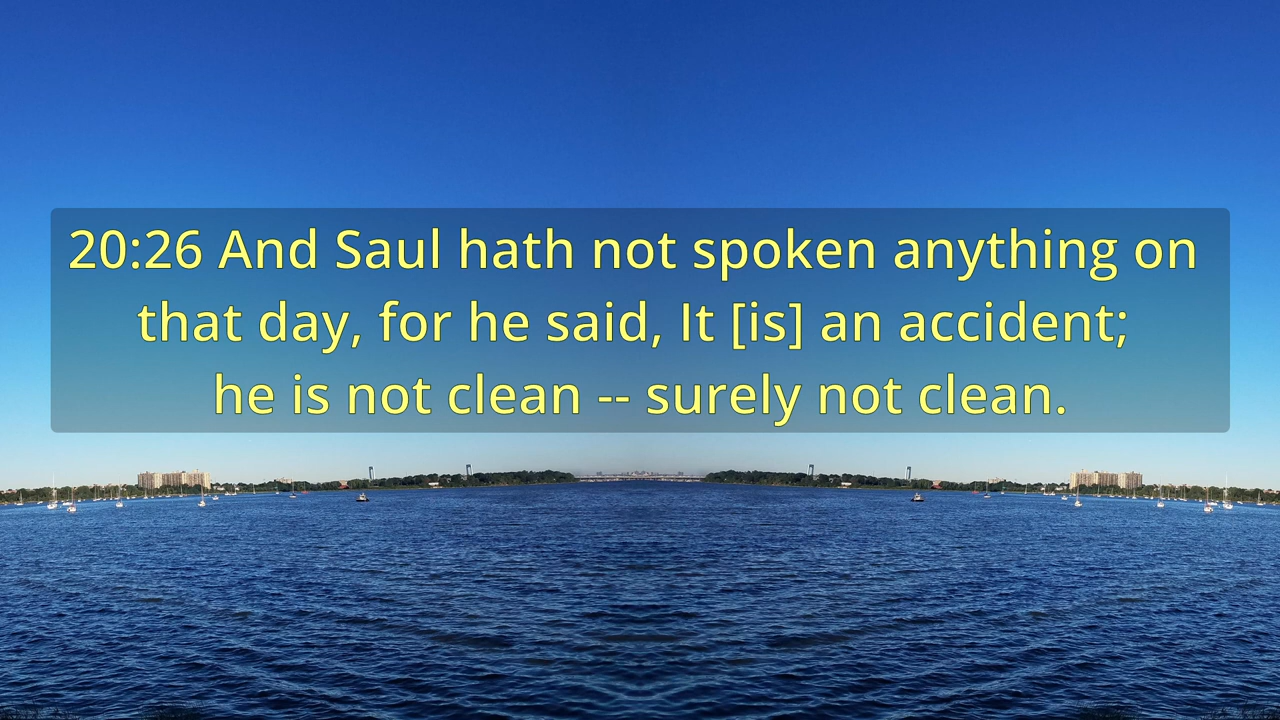 20:26 And Saul hath not spoken anything on
that day, for he said, It [is] an accident;
he is not clean -- surely not clean.